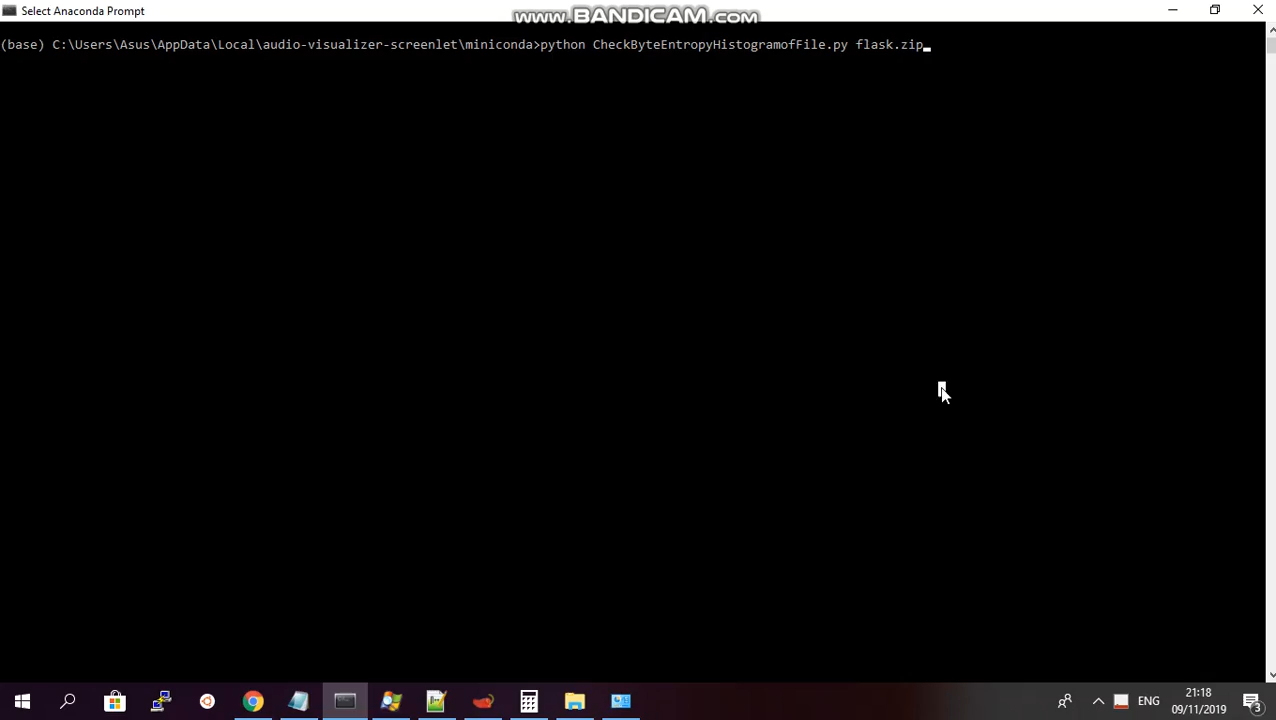 Select Anaconda Prompt
www.BANDICAM.com
(base) C:\Users\Asus\AppData\Local\audio-visualizer-screenlet\miniconda>python CheckByteEntropyHistogramofFile.py flask.zip
ENG
21:18
09/11/2019
3